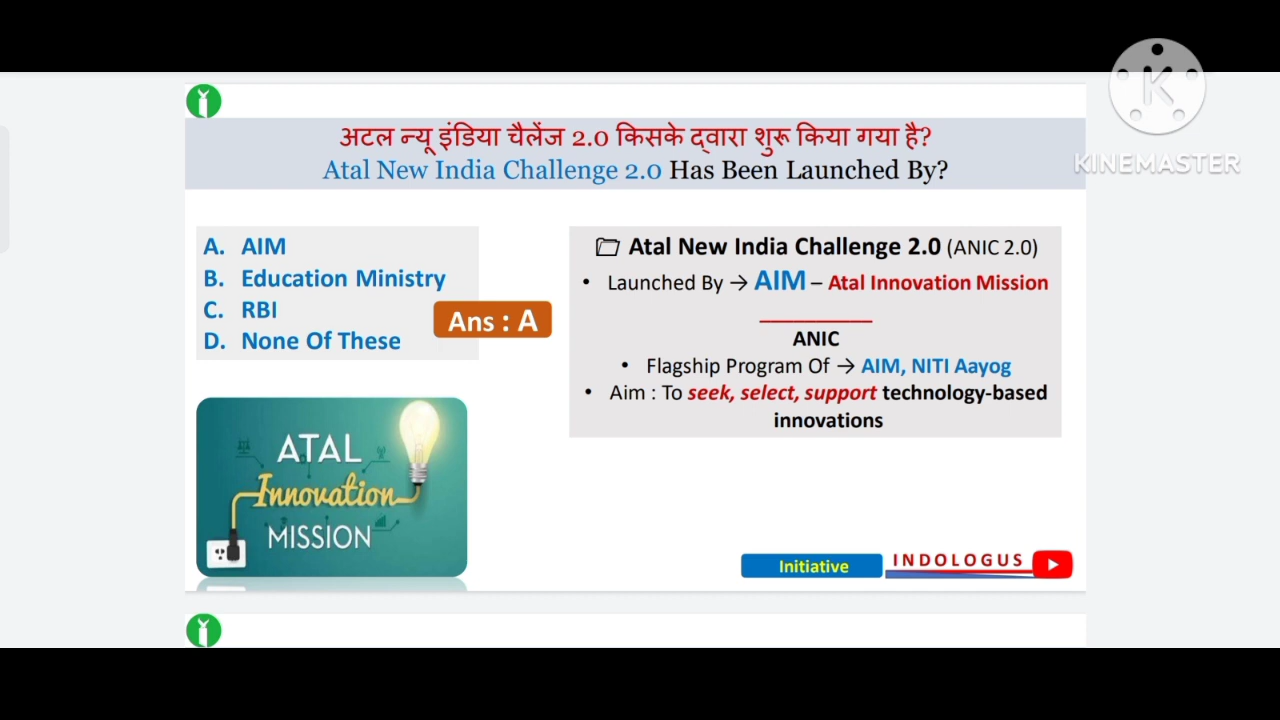 अटल न्यू इंडिया चैलेंज 2.0 किसके द्वारा शुरू किया गया है?
Atal New India Challenge 2.0 Has Been Launched By?
KINEMASTER
A. AIM
B. Education Ministry
C. RBI
D. None Of These
Ans : A
Atal New India Challenge 2.0 (ANIC 2.0)
• Launched By → AIM – Atal Innovation Mission
__________
ANIC
• Flagship Program Of → AIM, NITI Aayog
• Aim : To seek, select, support technology-based
innovations
ATAL
Innovation
MISSION
Initiative
INDOLOGUS